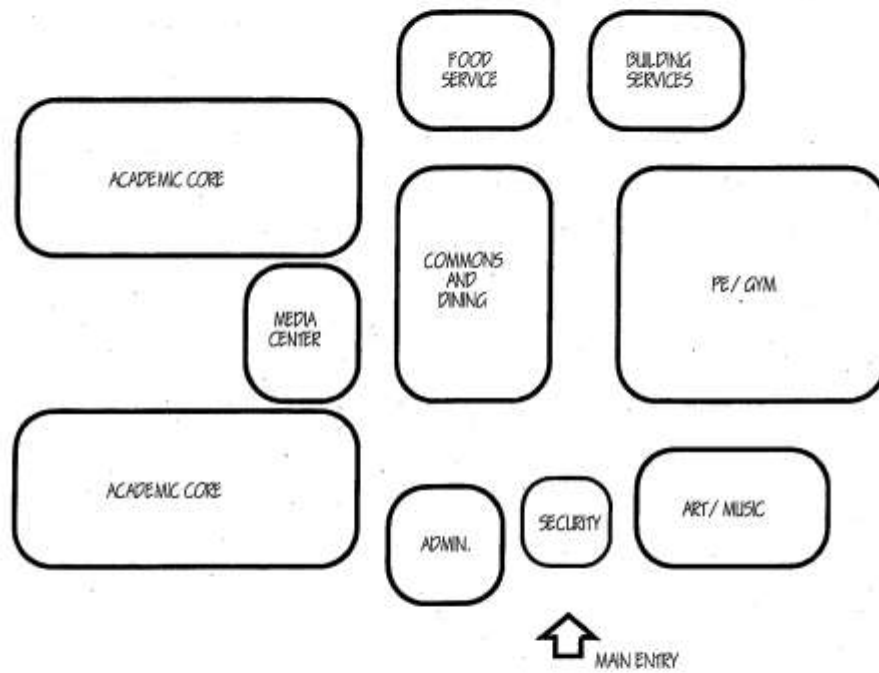 FOOD
SERVICE
BUILDING
SERVICES
ACADEMIC CORE
COMMONS
AND
DINING
PE/ GYM
MEDIA
CENTER
ACADEMIC CORE
ADMIN.
SECURITY
ART/ MUSIC
MAIN ENTRY